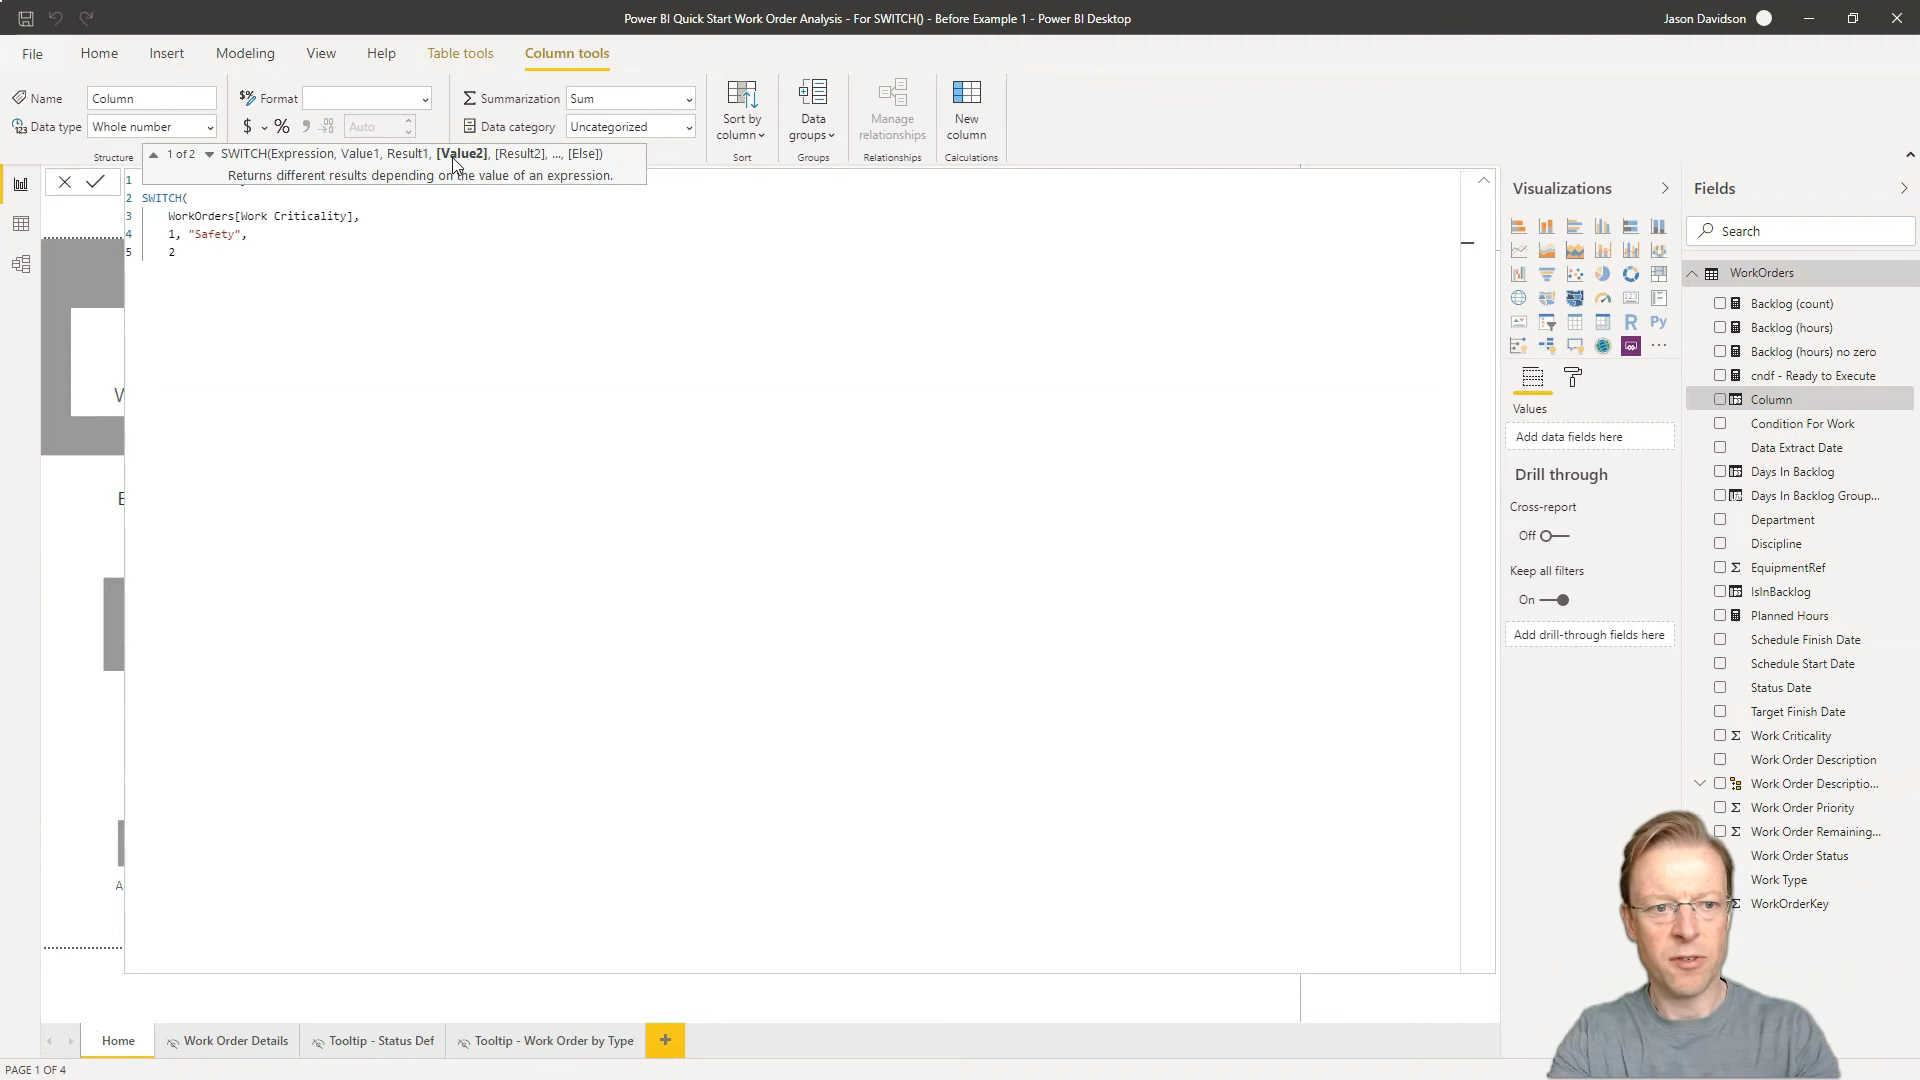 Power BI Quick Start Work Order Analysis - For SWITCH() - Before Example 1 - Power BI Desktop
Jason Davidson
File
Home
Insert
Modeling
View
Help
Table tools
Column tools
Name
Column
Data type
Whole number
Structure
Format
$
%
Auto
Summarization
Sum
Data category
Uncategorized
Sort by
column
Sort
Data
groups
Groups
Manage
relationships
Relationships
New
column
Calculations
1 of 2
SWITCH(Expression, Value1, Result1, [Value2], [Result2], ..., [Else])
Returns different results depending on the value of an expression.
1
2 SWITCH(
3 WorkOrders[Work Criticality],
4 1, "Safety",
5 2
Visualizations
R
Py
Values
Add data fields here
Drill through
Cross-report
Off
Keep all filters
On
Add drill-through fields here
Fields
Search
WorkOrders
Backlog (count)
Backlog (hours)
Backlog (hours) no zero
cndf - Ready to Execute
Column
Condition For Work
Data Extract Date
Days In Backlog
Days In Backlog Group...
Department
Discipline
EquipmentRef
IsInBacklog
Planned Hours
Schedule Finish Date
Schedule Start Date
Status Date
Target Finish Date
Work Criticality
Work Order Description
Work Order Descriptio...
Work Order Priority
Work Order Remaining...
Work Order Status
Work Type
WorkOrderKey
Home
Work Order Details
Tooltip - Status Def
Tooltip - Work Order by Type
PAGE 1 OF 4